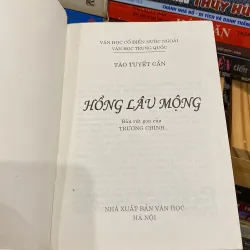 VĂN HỌC CỔ ĐIỂN NƯỚC NGOÀI
VĂN HỌC TRUNG QUỐC
TÀO TUYẾT CẦN
HỒNG LÂU MỘNG
Bản rút gọn của
TRƯƠNG CHÍNH
NHÀ XUẤT BẢN VĂN HỌC
HÀ NỘI